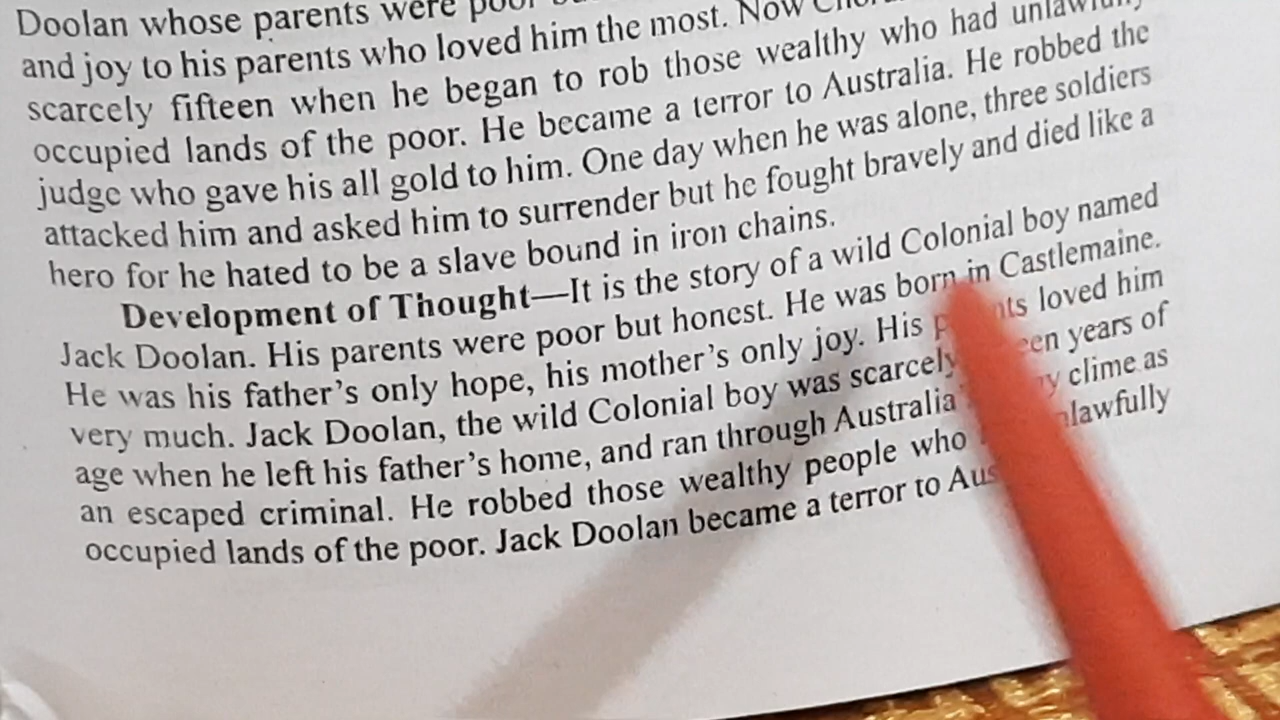 Doolan whose parents were poor
and joy to his parents who loved him the most. Now
scarcely fifteen when he began to rob those wealthy who had unlawfully
occupied lands of the poor. He became a terror to Australia. He robbed the
judge who gave his all gold to him. One day when he was alone, three soldiers
attacked him and asked him to surrender but he fought bravely and died like a
hero for he hated to be a slave bound in iron chains.
Development of Thought—It is the story of a wild Colonial boy named
Jack Doolan. His parents were poor but honest. He was born in Castlemaine.
He was his father's only hope, his mother's only joy. His loved him
very much. Jack Doolan, the wild Colonial boy was scarcely years of
age when he left his father's home, and ran through Australia clime as
an escaped criminal. He robbed those wealthy people who
occupied lands of the poor. Jack Doolan became a terror to